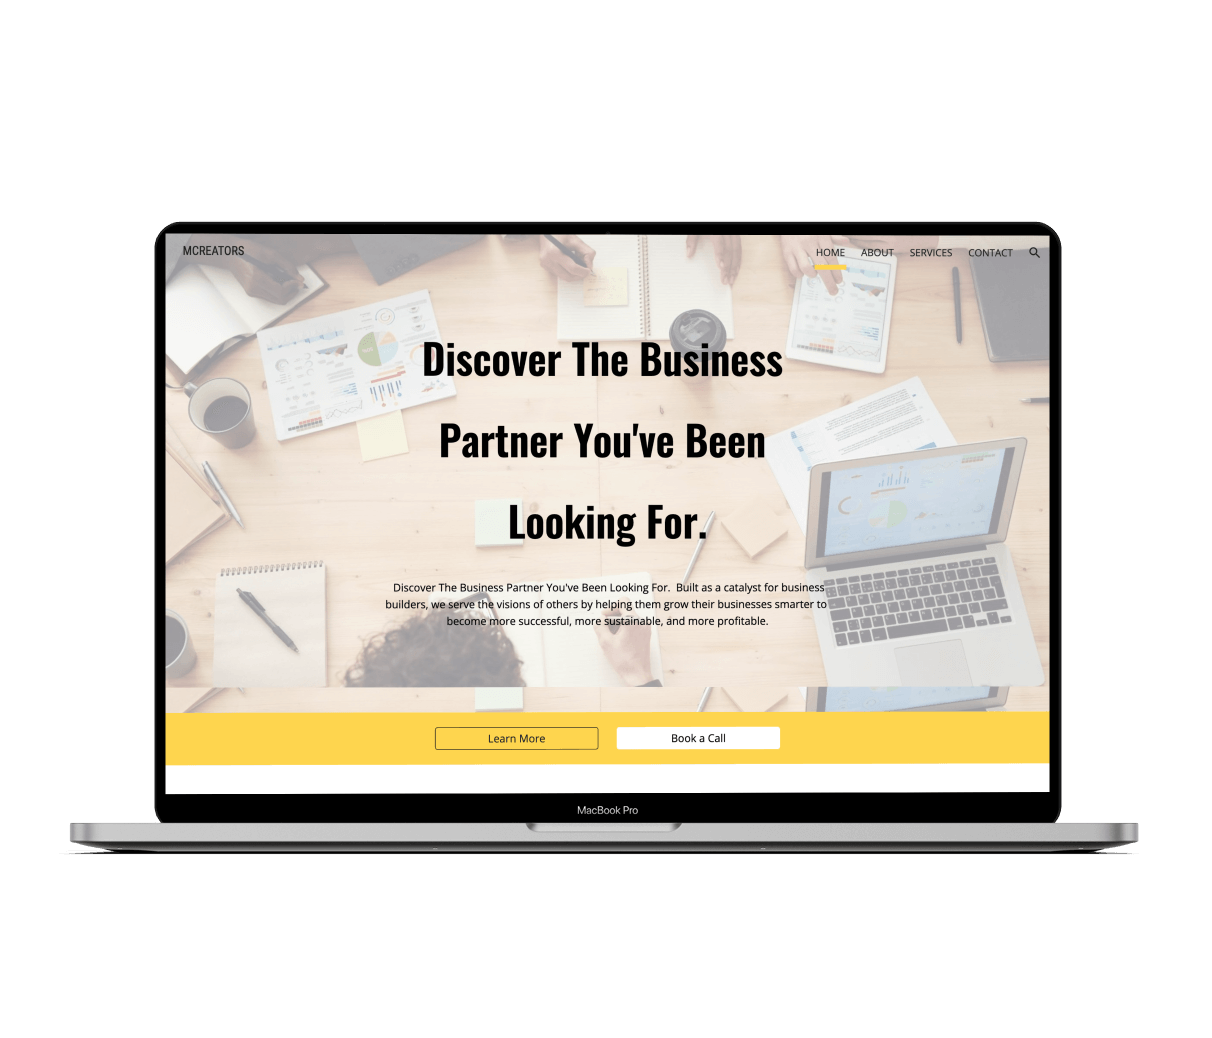 MCREATORS
HOME ABOUT SERVICES CONTACT
Discover The Business
Partner You've Been
Looking For.
Discover The Business Partner You've Been Looking For.  Built as a catalyst for business
builders, we serve the visions of others by helping them grow their businesses smarter to
become more successful, more sustainable, and more profitable.
Learn More
Book a Call
MacBook Pro